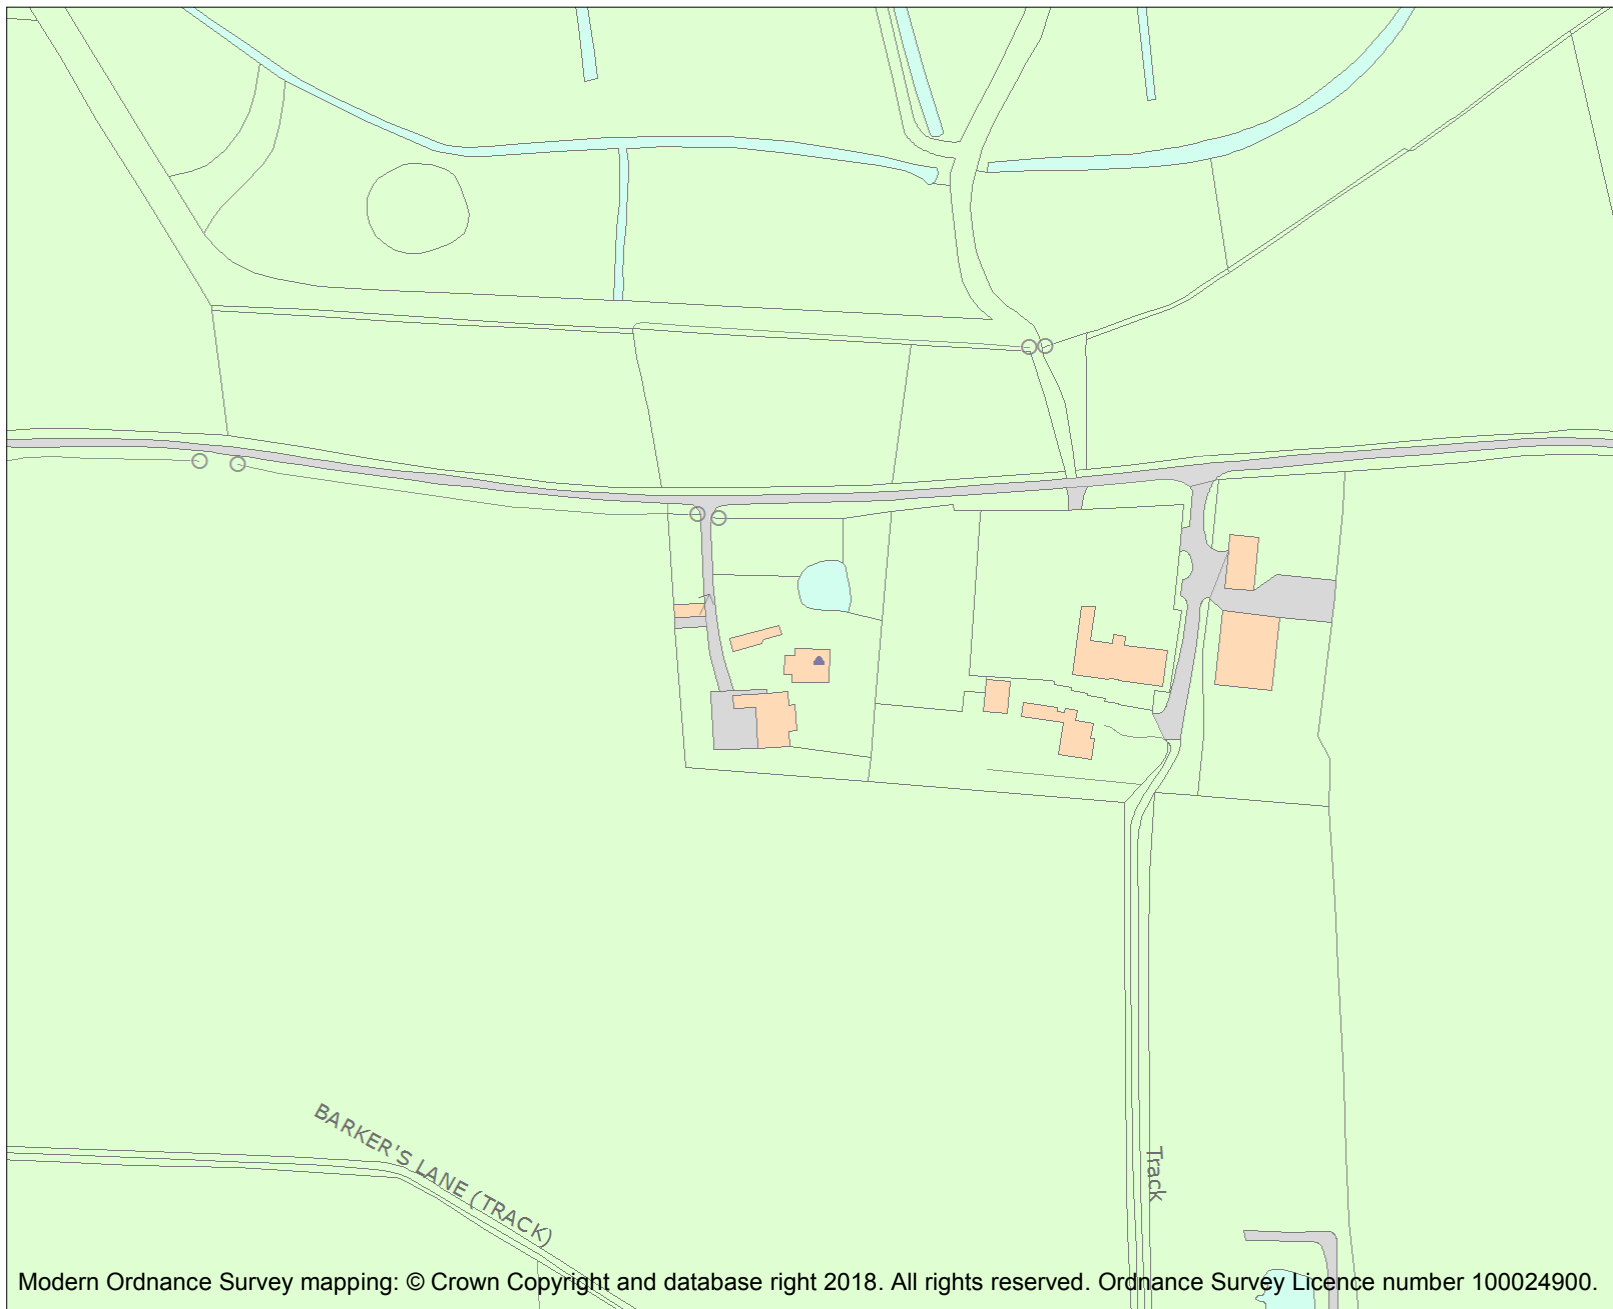 BARKER'S LANE (TRACK)
Track
Modern Ordnance Survey mapping: © Crown Copyright and database right 2018. All rights reserved. Ordnance Survey Licence number 100024900.